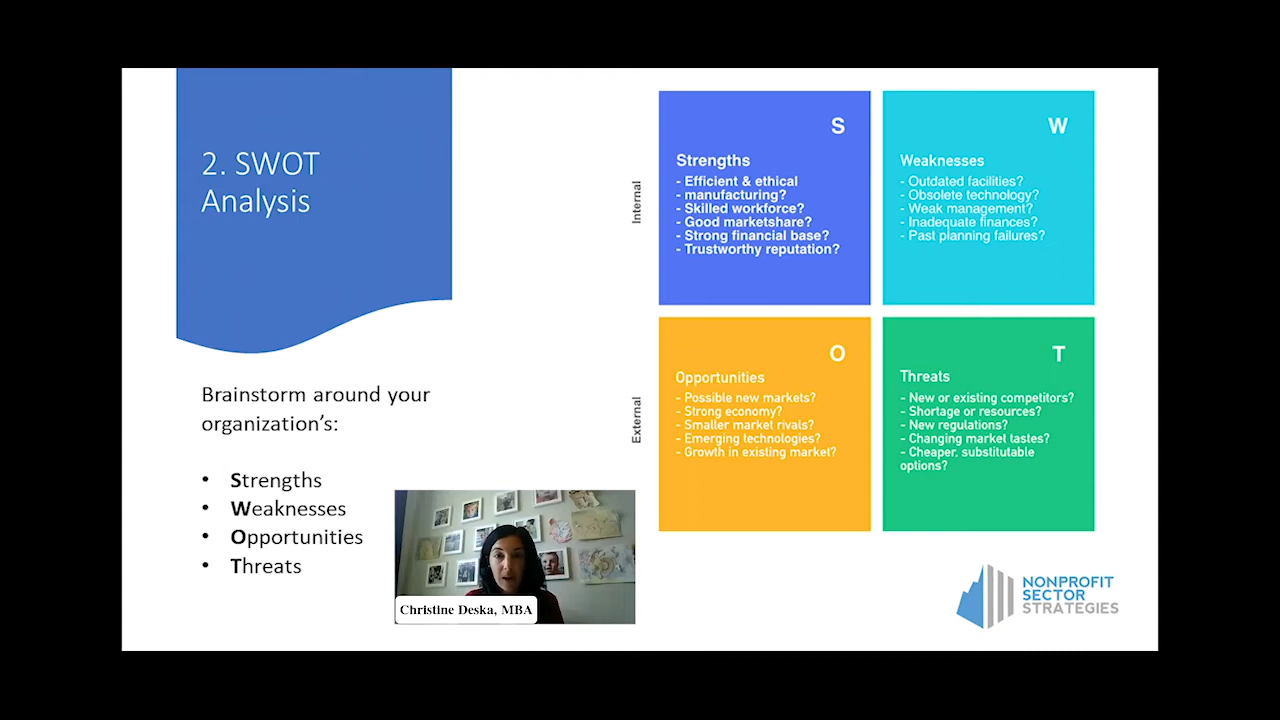 2. SWOT
Analysis
Brainstorm around your
organization's:
• Strengths
• Weaknesses
• Opportunities
• Threats
Christine Deska, MBA
Internal
S
Strengths
- Efficient & ethical
- manufacturing?
- Skilled workforce?
- Good marketshare?
- Strong financial base?
- Trustworthy reputation?
W
Weaknesses
- Outdated facilities?
- Obsolete technology?
- Weak management?
- Inadequate finances?
- Past planning failures?
External
O
Opportunities
- Possible new markets?
- Strong economy?
- Smaller market rivals?
- Emerging technologies?
- Growth in existing market?
T
Threats
- New or existing competitors?
- Shortage or resources?
- New regulations?
- Changing market tastes?
- Cheaper, substitutable
options?
NONPROFIT
SECTOR
STRATEGIES